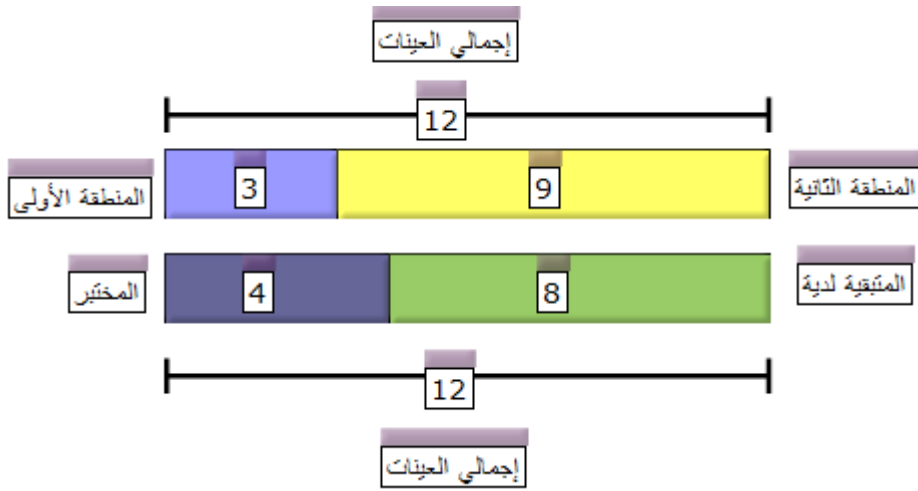 إجمالي العينات
12
المنطقة الأولى
3
9
المنطقة الثانية
المختبر
4
8
المتبقية لدية
12
إجمالي العينات